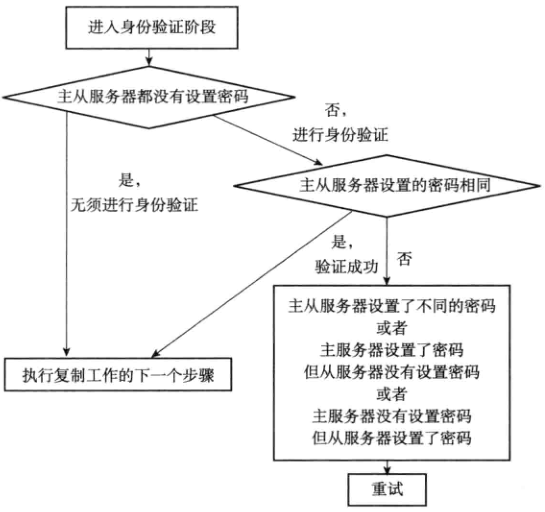 进入身份验证阶段
主从服务器都没有设置密码
否，
进行身份验证
是，
无须进行身份验证
主从服务器设置的密码相同
是，
验证成功
否
主从服务器设置了不同的密码
或者
主服务器设置了密码
但从服务器没有设置密码
或者
主服务器没有设置密码
但从服务器设置了密码
执行复制工作的下一个步骤
重试